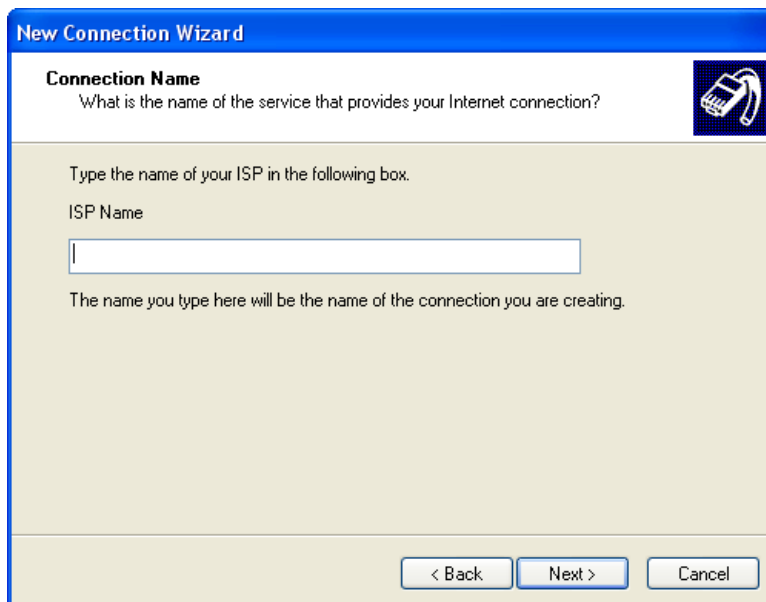 New Connection Wizard
Connection Name
What is the name of the service that provides your Internet connection?
Type the name of your ISP in the following box.
ISP Name
The name you type here will be the name of the connection you are creating.
< Back Next > Cancel